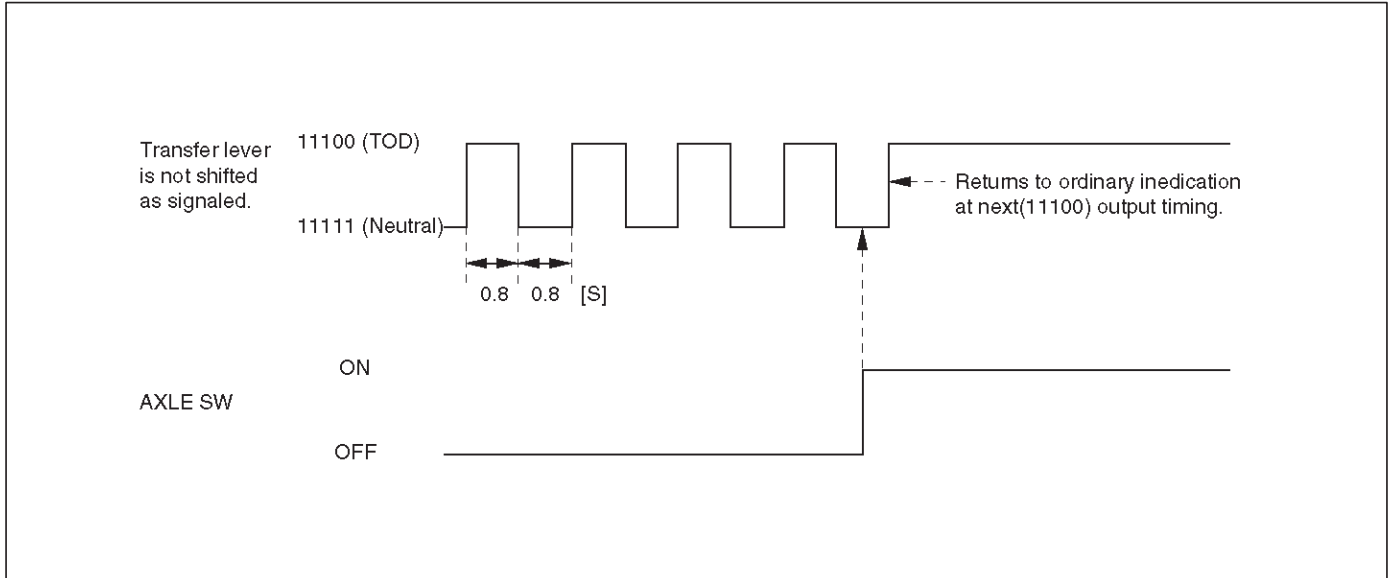 Transfer lever
is not shifted
as signaled.
11100 (TOD)
11111 (Neutral)
0.8 0.8 [S]
Returns to ordinary inedication
at next(11100) output timing.
AXLE SW
ON
OFF